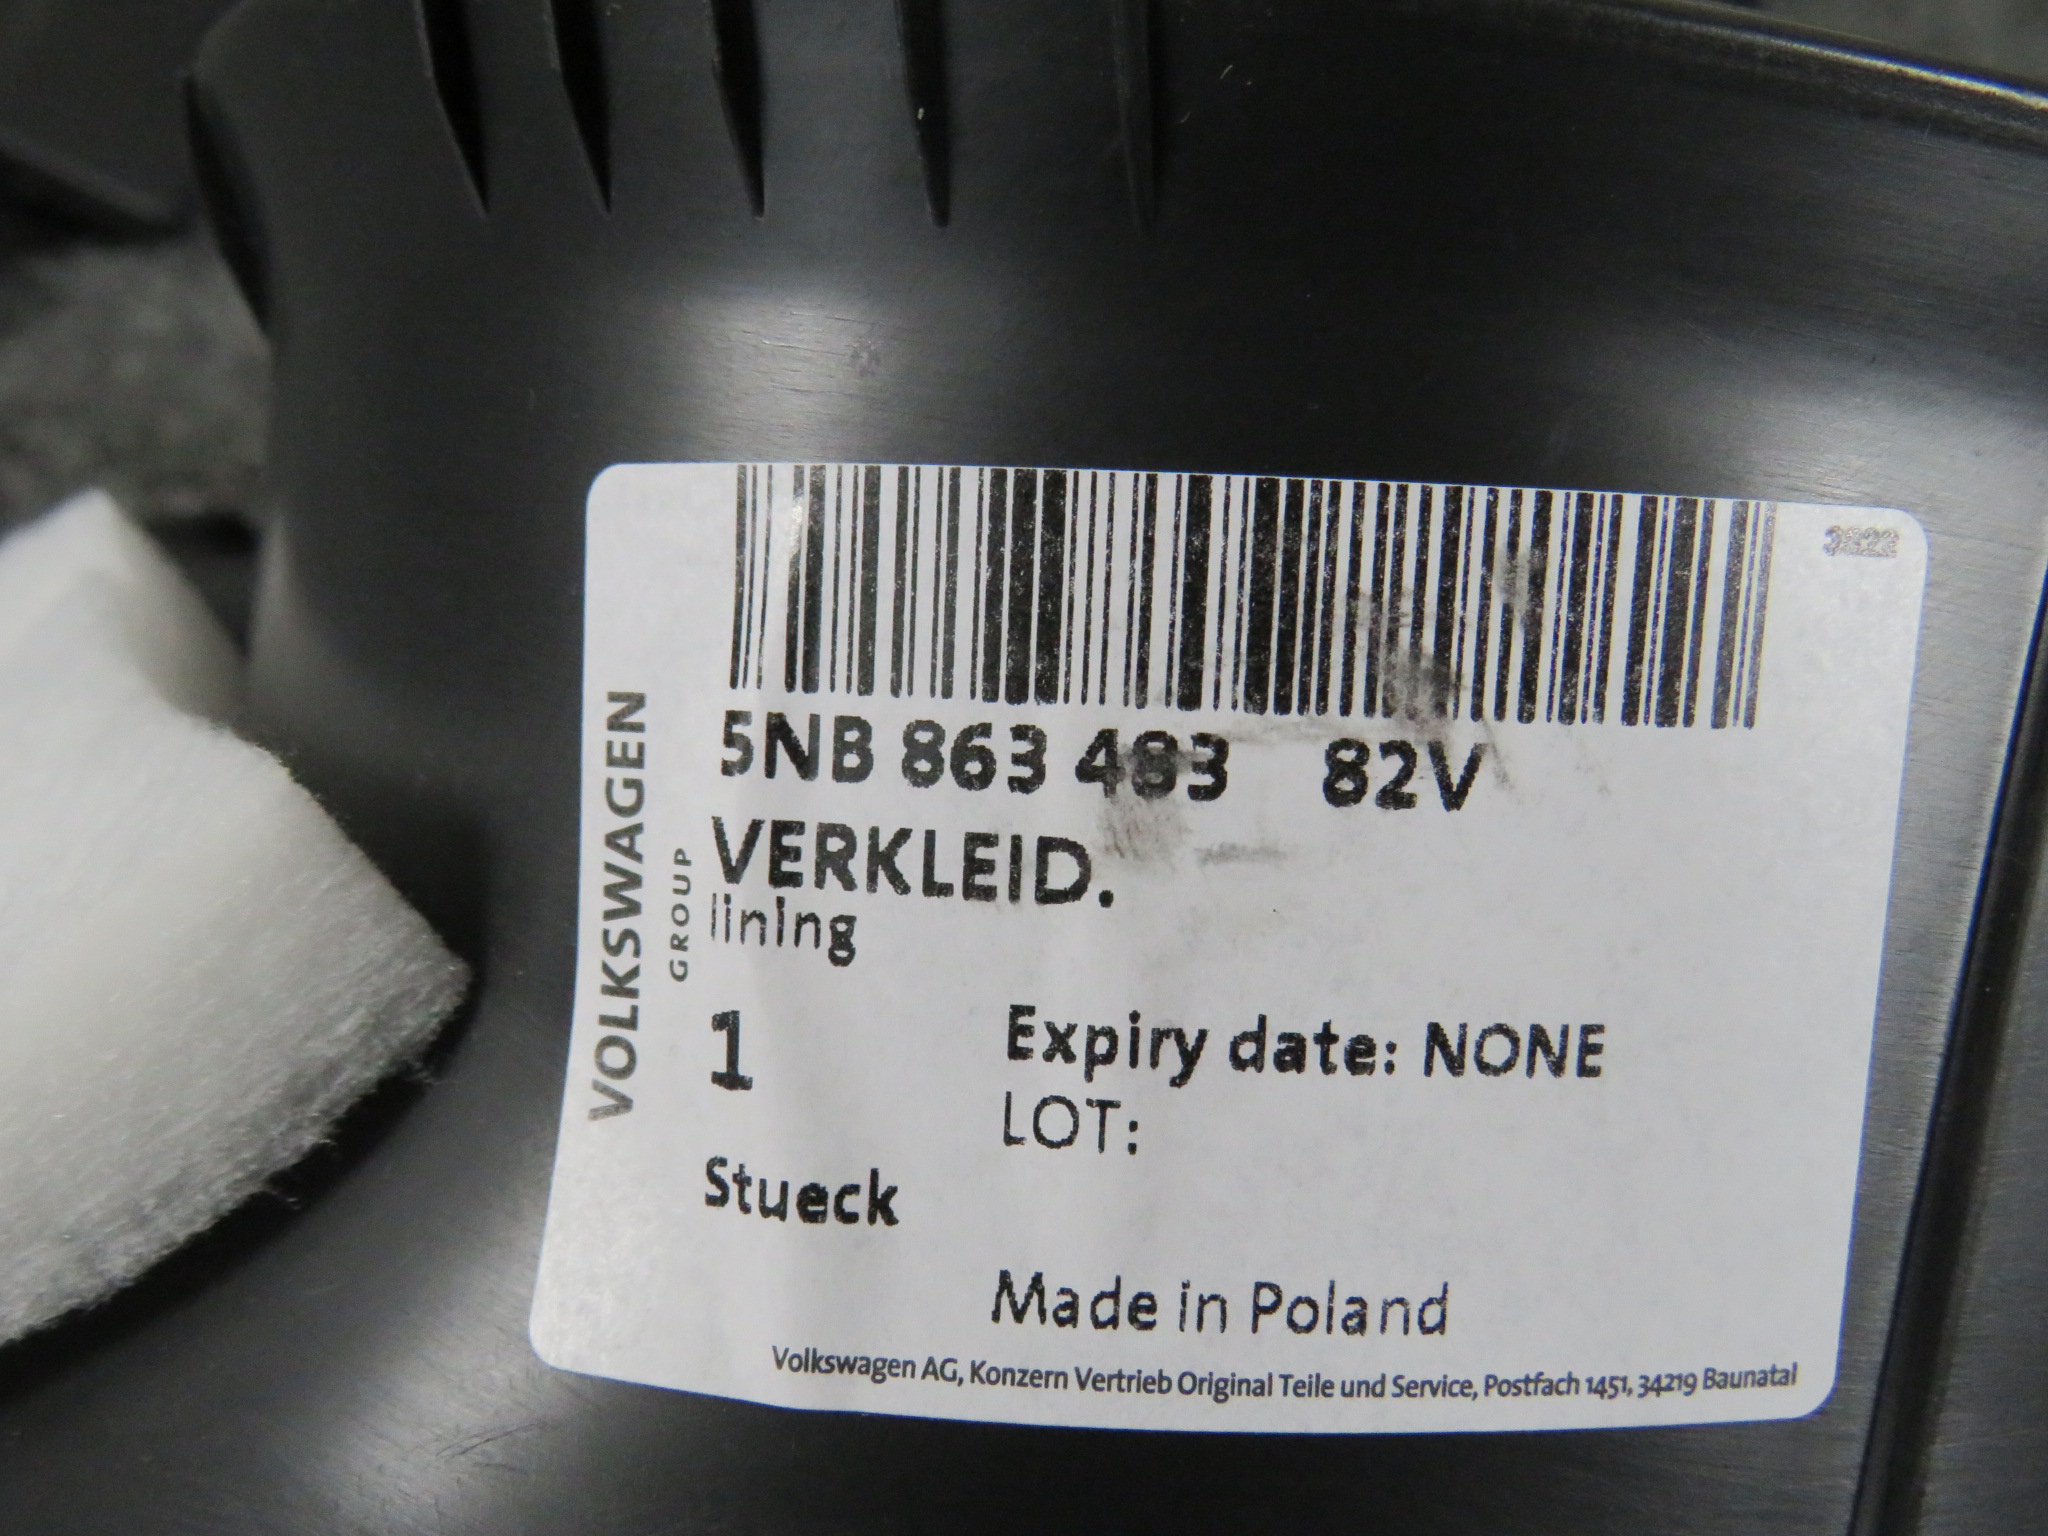 5NB 863 483 82V
VERKLEID.
lining
1
Expiry date: NONE
LOT:
Stueck
Made in Poland
Volkswagen AG, Konzern Vertrieb Original Teile und Service, Postfach 1451, 34219 Baunatal
VOLKSWAGEN
GROUP